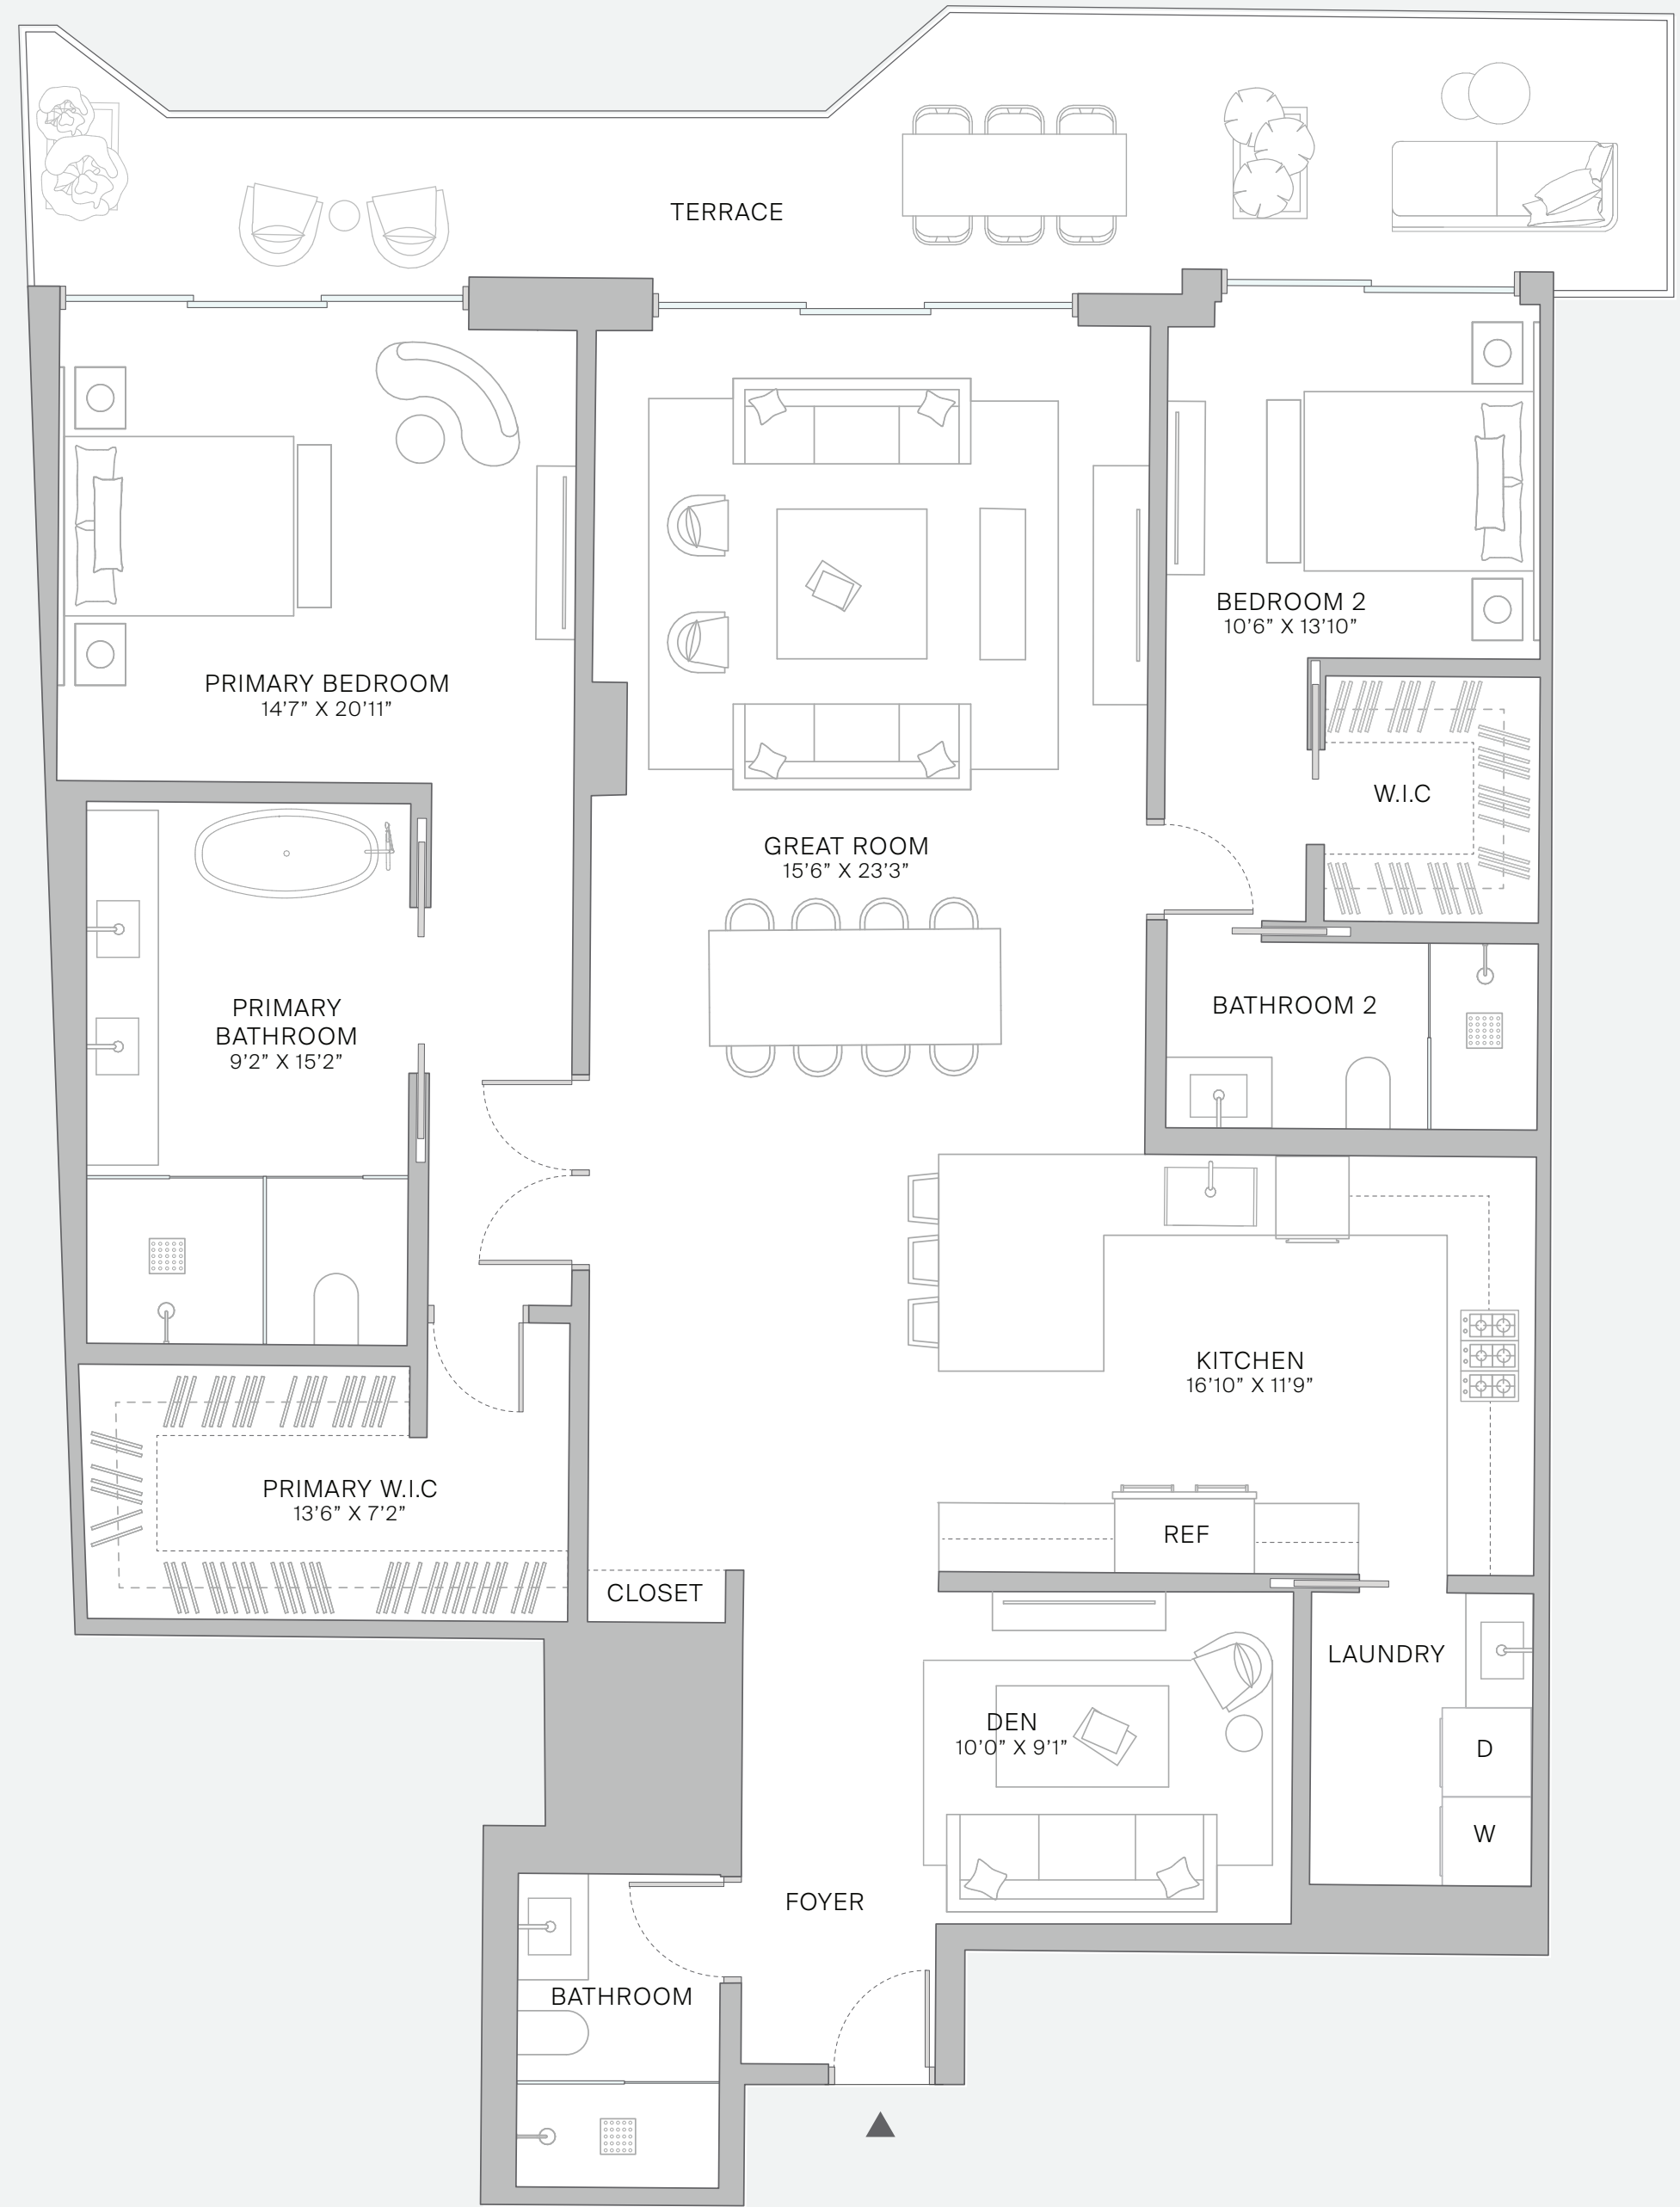 TERRACE
BEDROOM 2
10’6” X 13’10”
PRIMARY BEDROOM
14’7” X 20’11”
W.I.C
GREAT ROOM
15’6” X 23’3”
PRIMARY
BATHROOM
9’2” X 15’2”
BATHROOM 2
KITCHEN
16’10” X 11’9”
PRIMARY W.I.C
13’6” X 7’2”
REF
CLOSET
LAUNDRY
DEN
10’0” X 9’1”
D
W
FOYER
BATHROOM